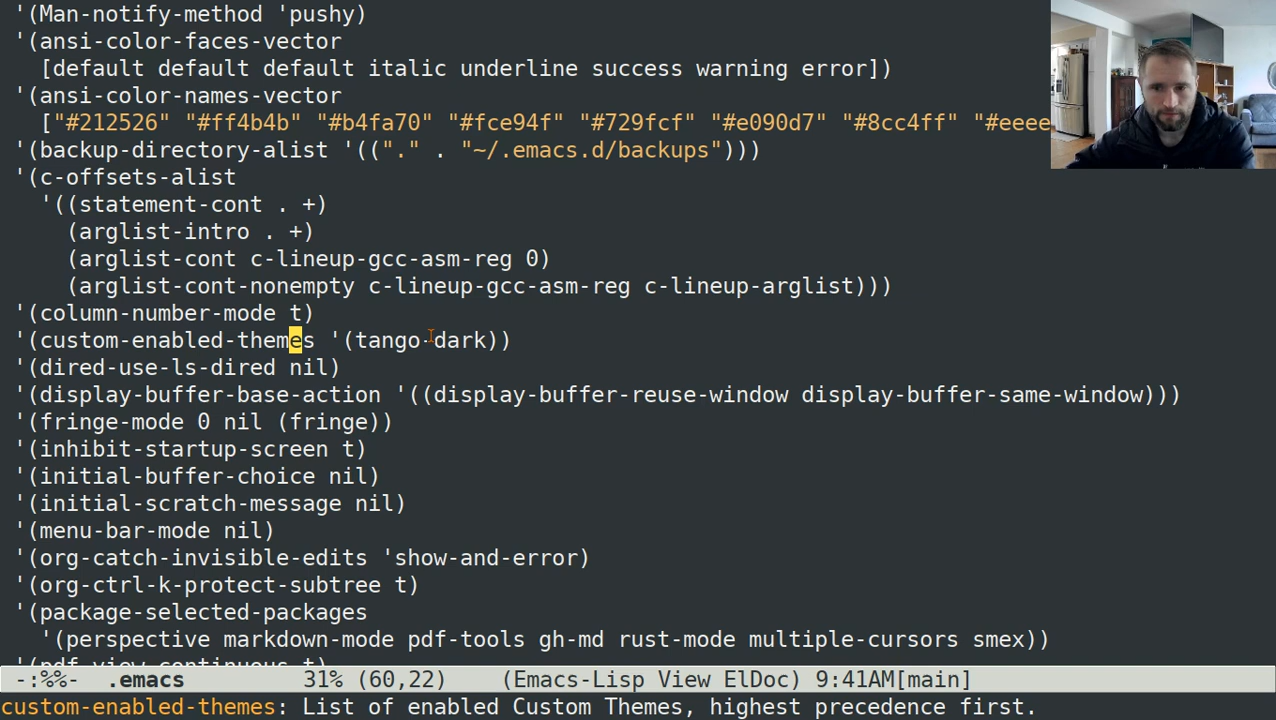 '(Man-notify-method 'pushy)
'(ansi-color-faces-vector
[default default default italic underline success warning error])
'(ansi-color-names-vector
["#212526" "#ff4b4b" "#b4fa70" "#fce94f" "#729fcf" "#e090d7" "#8cc4ff" "#eeee
'(backup-directory-alist '(("." . "~/.emacs.d/backups")))
'(c-offsets-alist
'((statement-cont . +)
(arglist-intro . +)
(arglist-cont c-lineup-gcc-asm-reg 0)
(arglist-cont-nonempty c-lineup-gcc-asm-reg c-lineup-arglist)))
'(column-number-mode t)
'(custom-enabled-themes '(tango-dark))
'(dired-use-ls-dired nil)
'(display-buffer-base-action '((display-buffer-reuse-window display-buffer-same-window)))
'(fringe-mode 0 nil (fringe))
'(inhibit-startup-screen t)
'(initial-buffer-choice nil)
'(initial-scratch-message nil)
'(menu-bar-mode nil)
'(org-catch-invisible-edits 'show-and-error)
'(org-ctrl-k-protect-subtree t)
'(package-selected-packages
'(perspective markdown-mode pdf-tools gh-md rust-mode multiple-cursors smex))
'(pdf-view-continuous t)
-:%%- .emacs 31% (60,22) (Emacs-Lisp View ElDoc) 9:41AM[main]
custom-enabled-themes: List of enabled Custom Themes, highest precedence first.